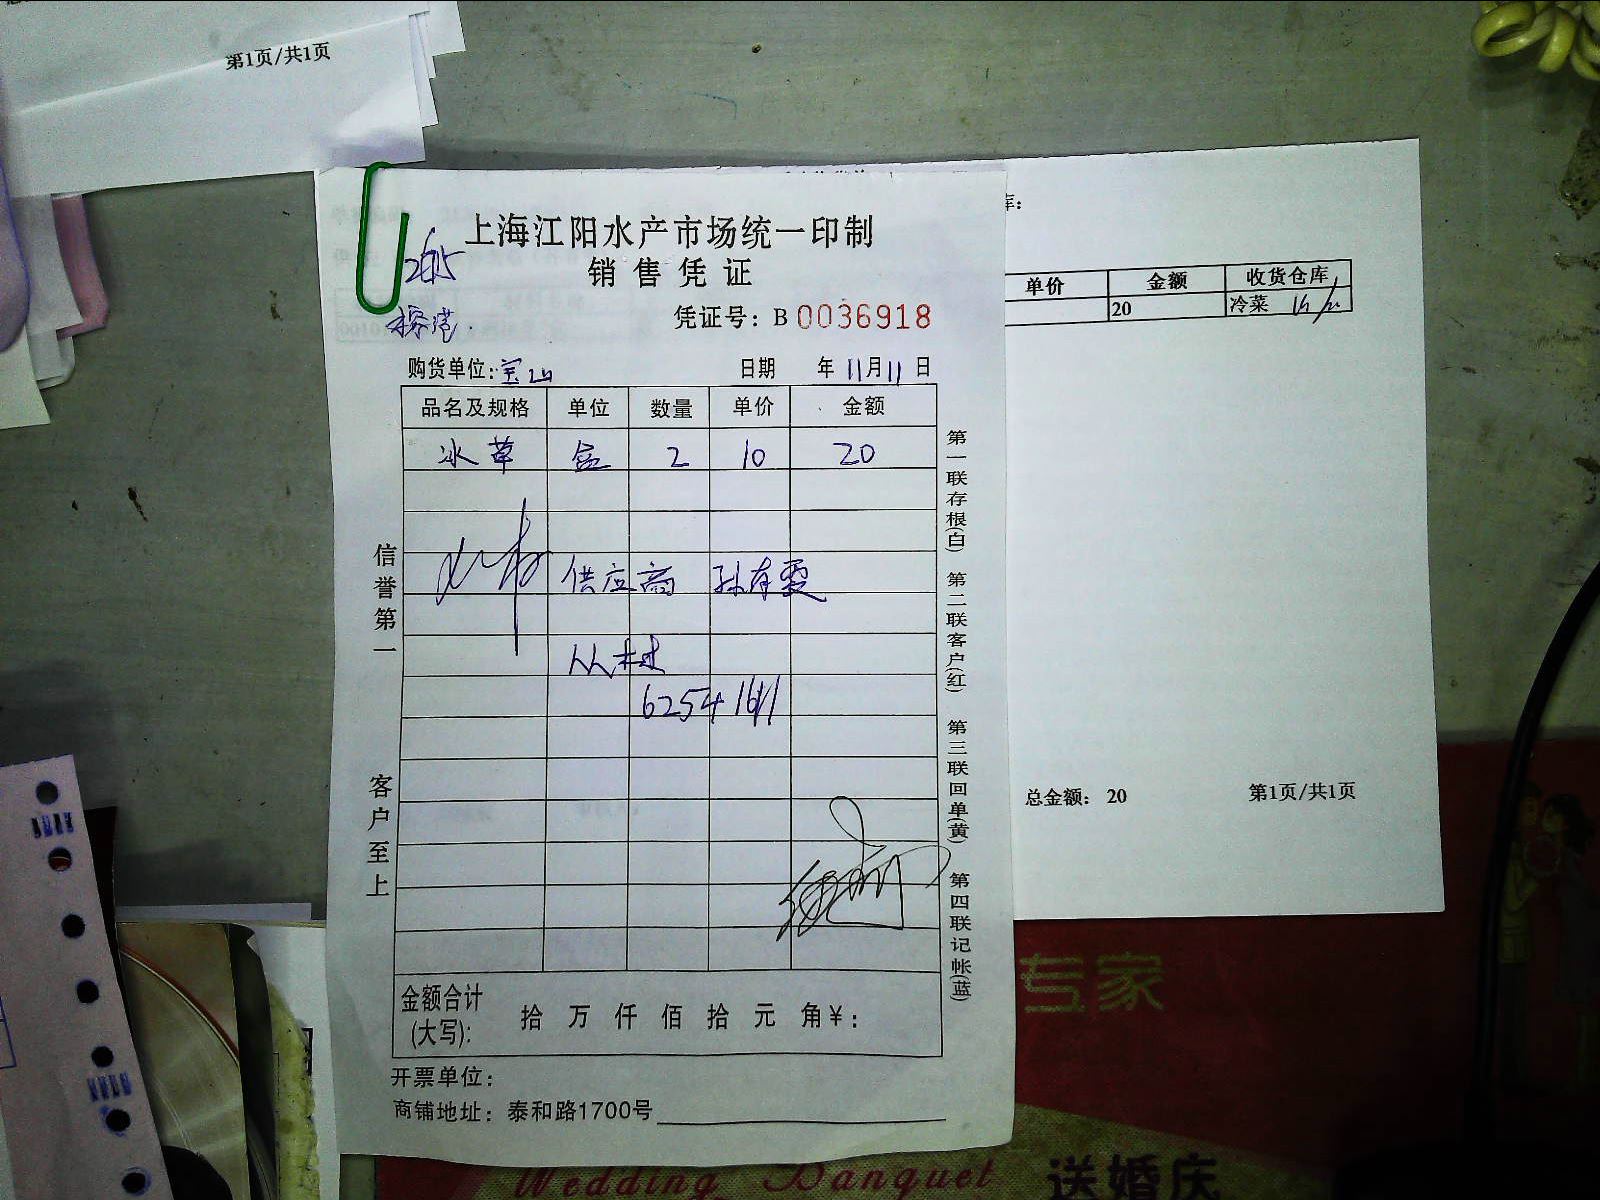 第1页/共1页
上海江阳水产市场统一印制
销售凭证
凭证号：B 0036918
购货单位：宝山 日期 年 11月11日
品名及规格 单位 数量 单价 金额
冰草 盒 2 10 20
供应商 孙有雯
6254 1611
信誉第一
客户至上
第一联存根(白) 第二联客户(红) 第三联回单(黄) 第四联记帐(蓝)
金额合计(大写): 拾 万 仟 佰 拾 元 角¥:
开票单位：
商铺地址：泰和路1700号
库：
单价 金额 收货仓库
20 冷菜
总金额： 20 第1页/共1页
专家
Wedding Banquet 送婚庆